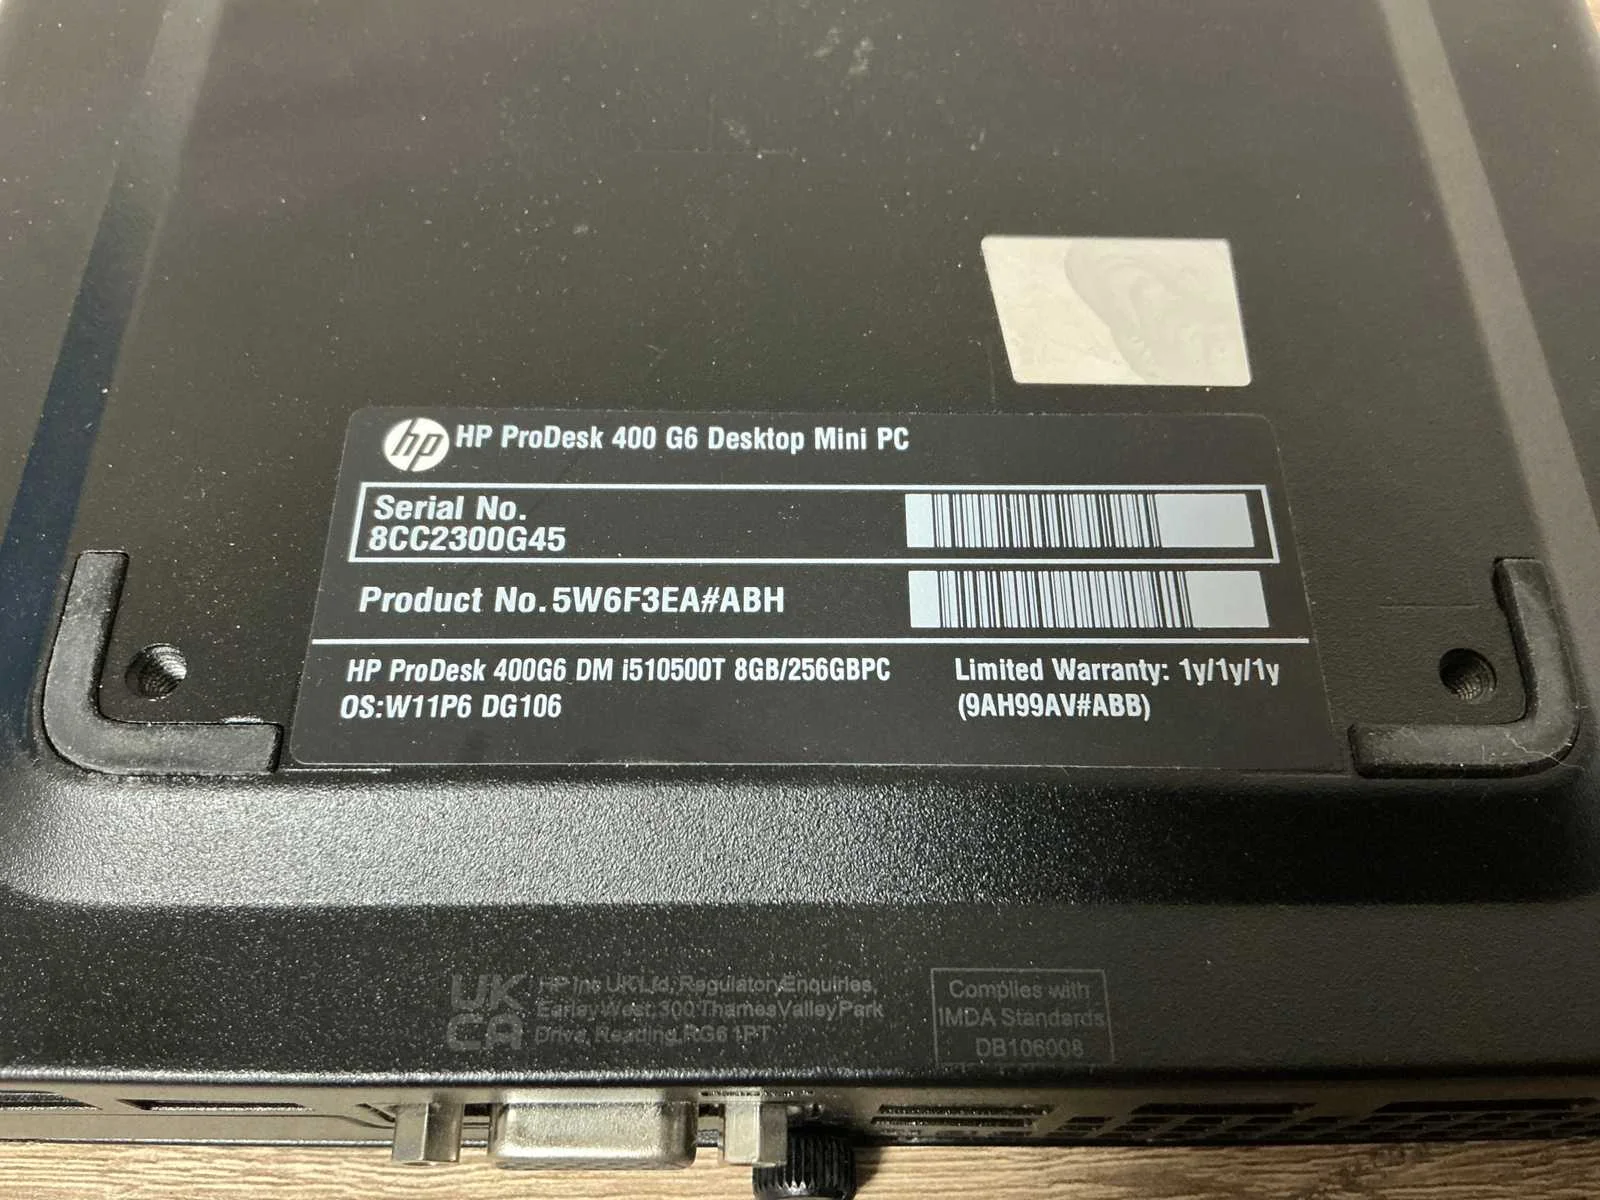 hp HP ProDesk 400 G6 Desktop Mini PC
Serial No.
8CC2300G45
Product No.5W6F3EA#ABH
HP ProDesk 400G6 DM i510500T 8GB/256GBPC
Limited Warranty: 1y/1y/1y
OS:W11P6 DG106
(9AH99AV#ABB)
UK
CA
HP Inc UK Ltd, Regulatory Enquiries,
Earley West, 300 Thames Valley Park
Drive, Reading, RG6 1PT
Complies with
IMDA Standards
DB106008